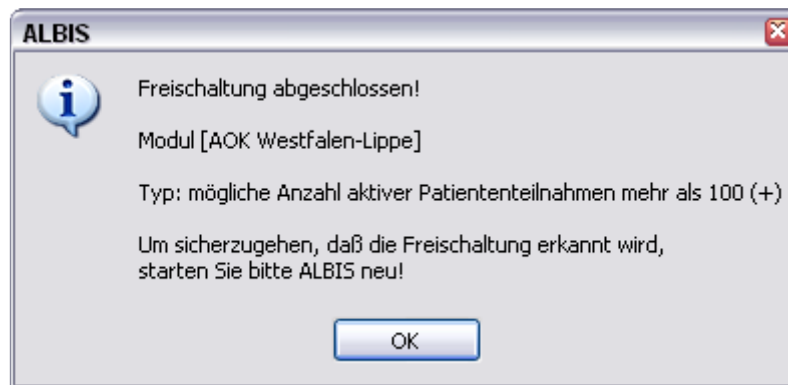 ALBIS
Freischaltung abgeschlossen!
Modul [AOK Westfalen-Lippe]
Typ: mögliche Anzahl aktiver Patiententeilnahmen mehr als 100 (+)
Um sicherzugehen, daß die Freischaltung erkannt wird,
starten Sie bitte ALBIS neu!
OK